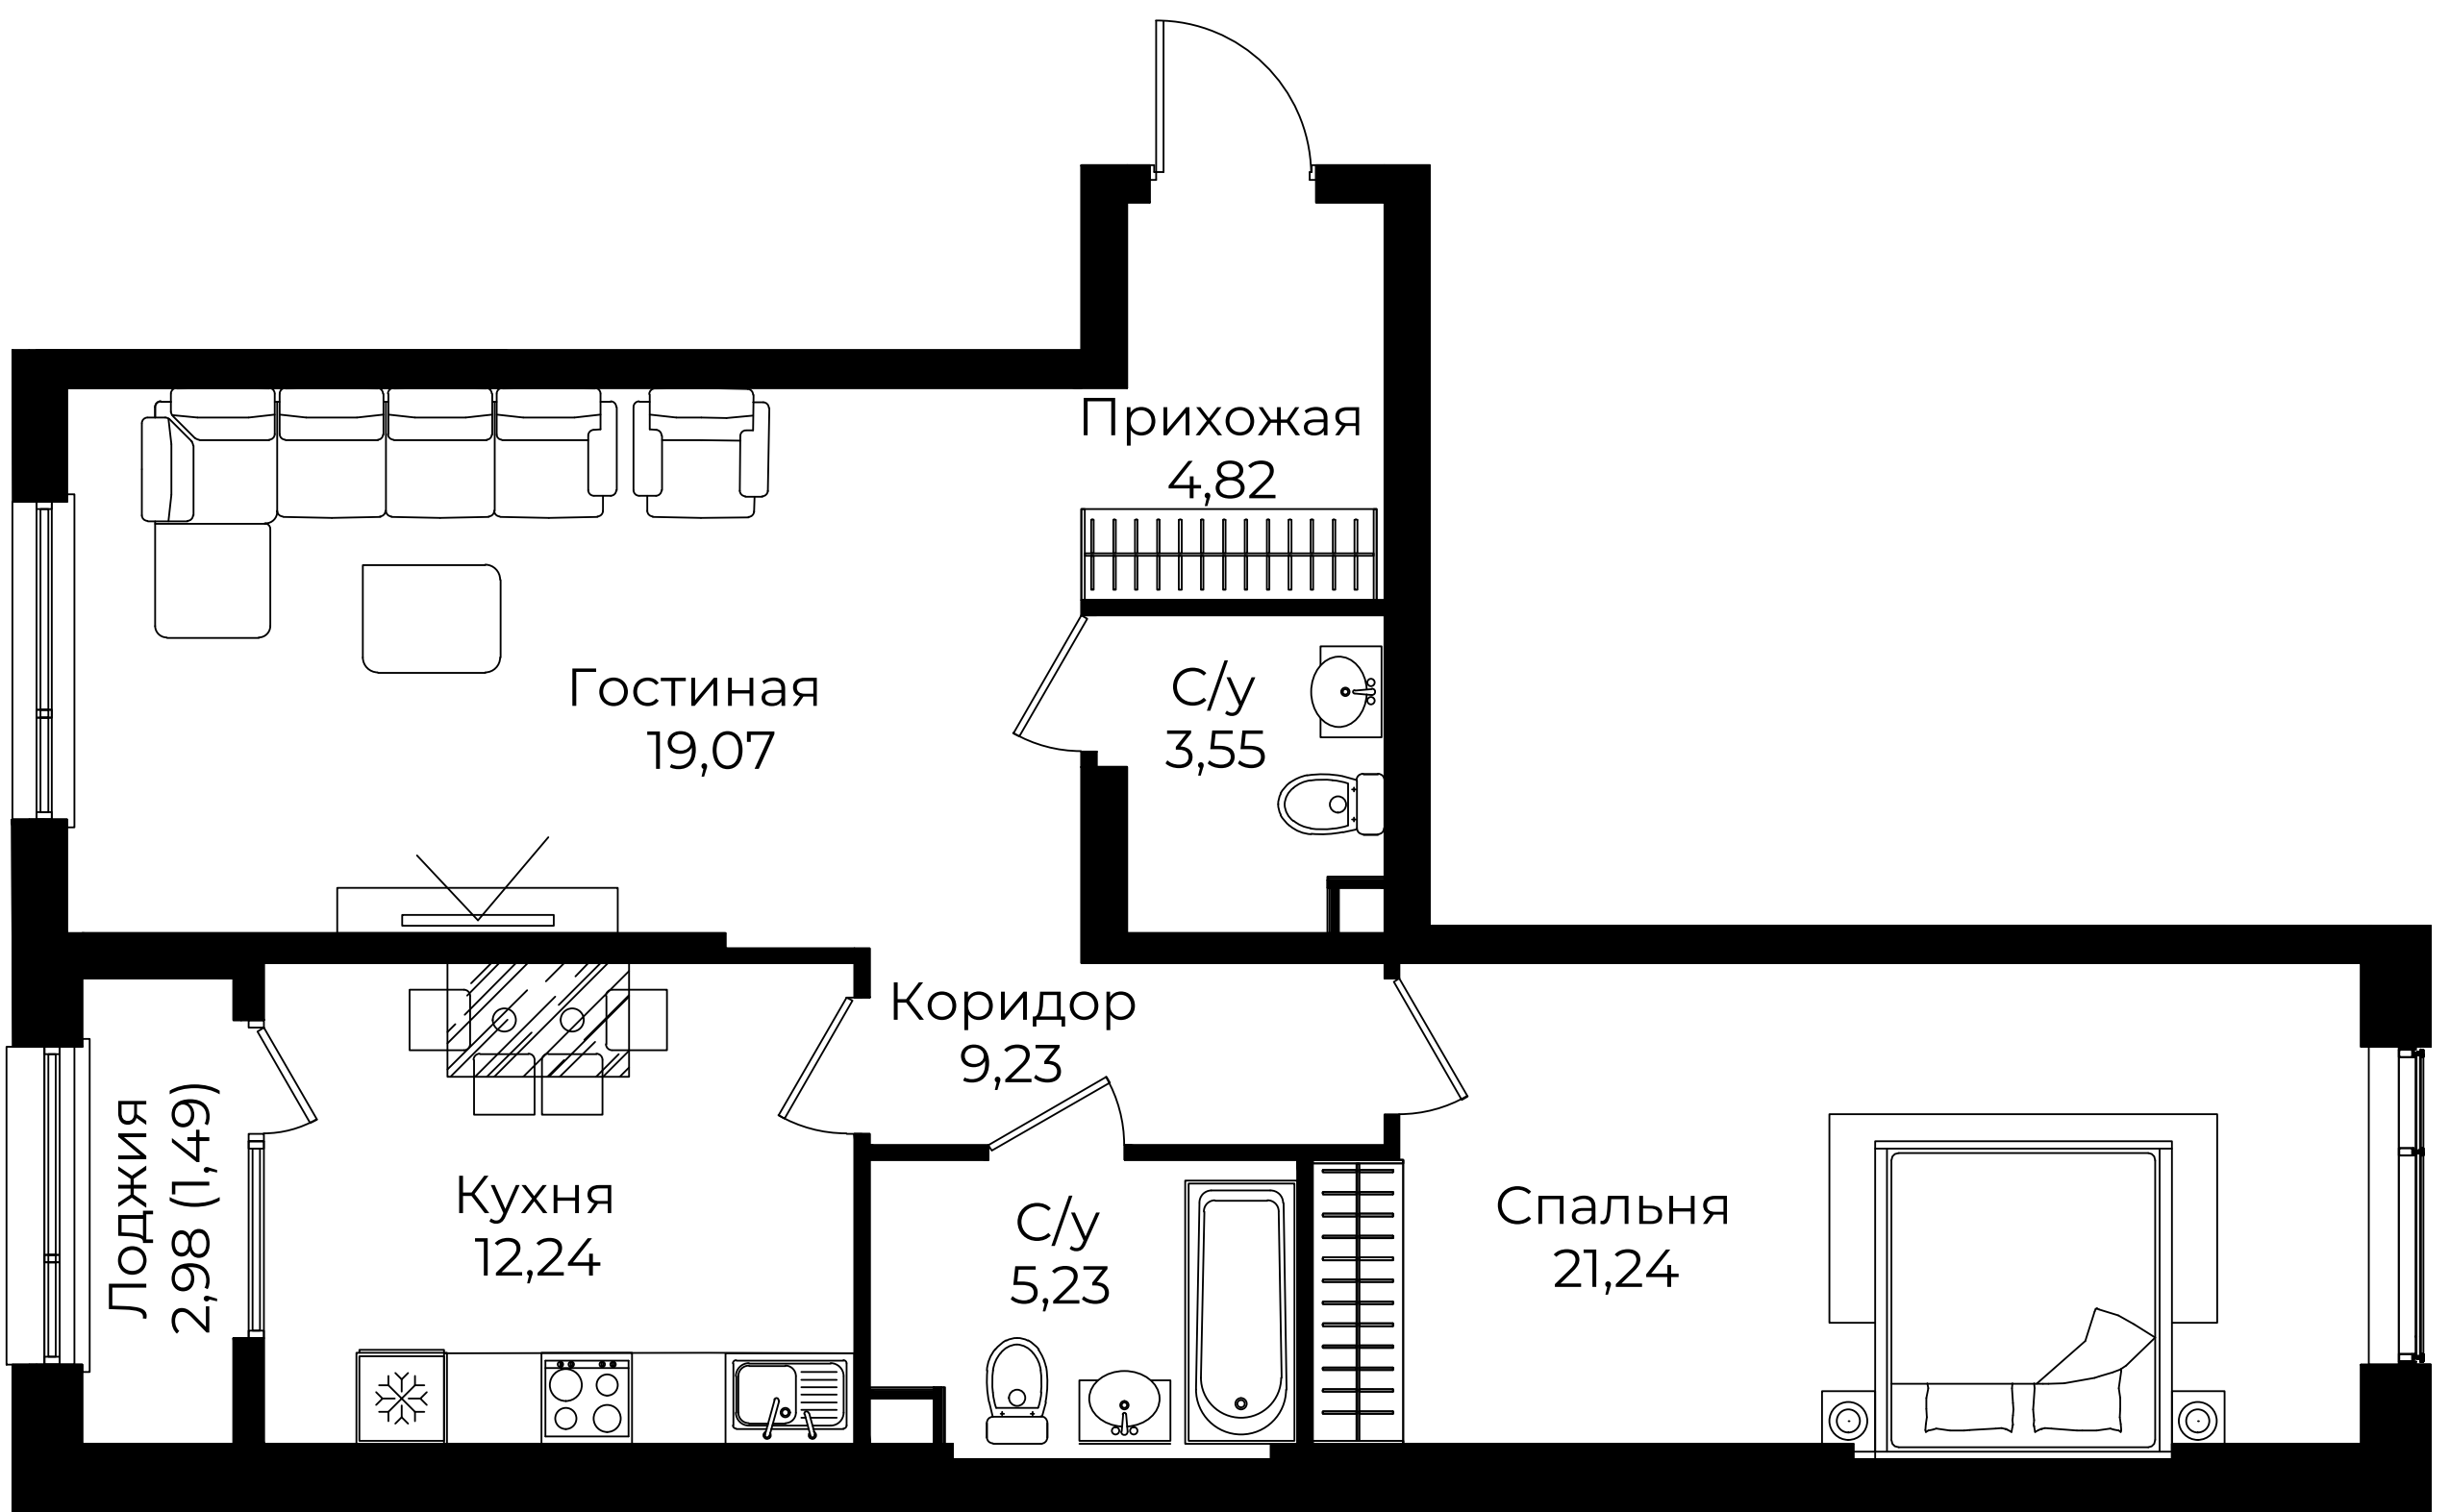 Прихожая
4,82
Гостиная
19,07
С/у
3,55
Коридор
9,23
Лоджия
2,98 (1,49)
Кухня
12,24
С/у
5,23
Спальня
21,24